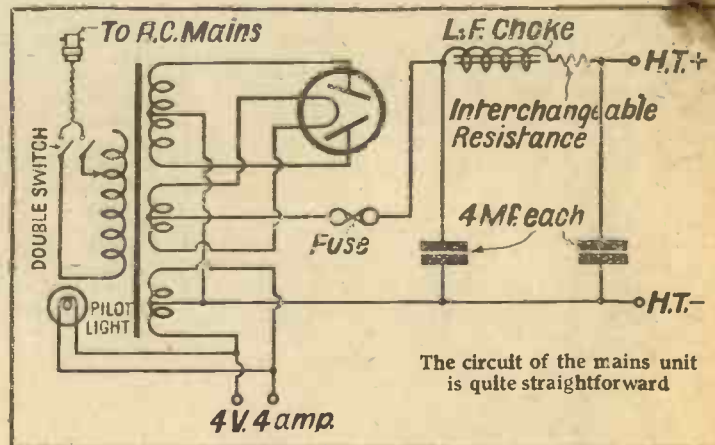 To A.C. Mains
L.F. Choke
H.T.+
Interchangeable
Resistance
DOUBLE SWITCH
Fuse
4 MF. each
PILOT
LIGHT
H.T.-
The circuit of the mains unit
is quite straightforward
4 V. 4 amp.